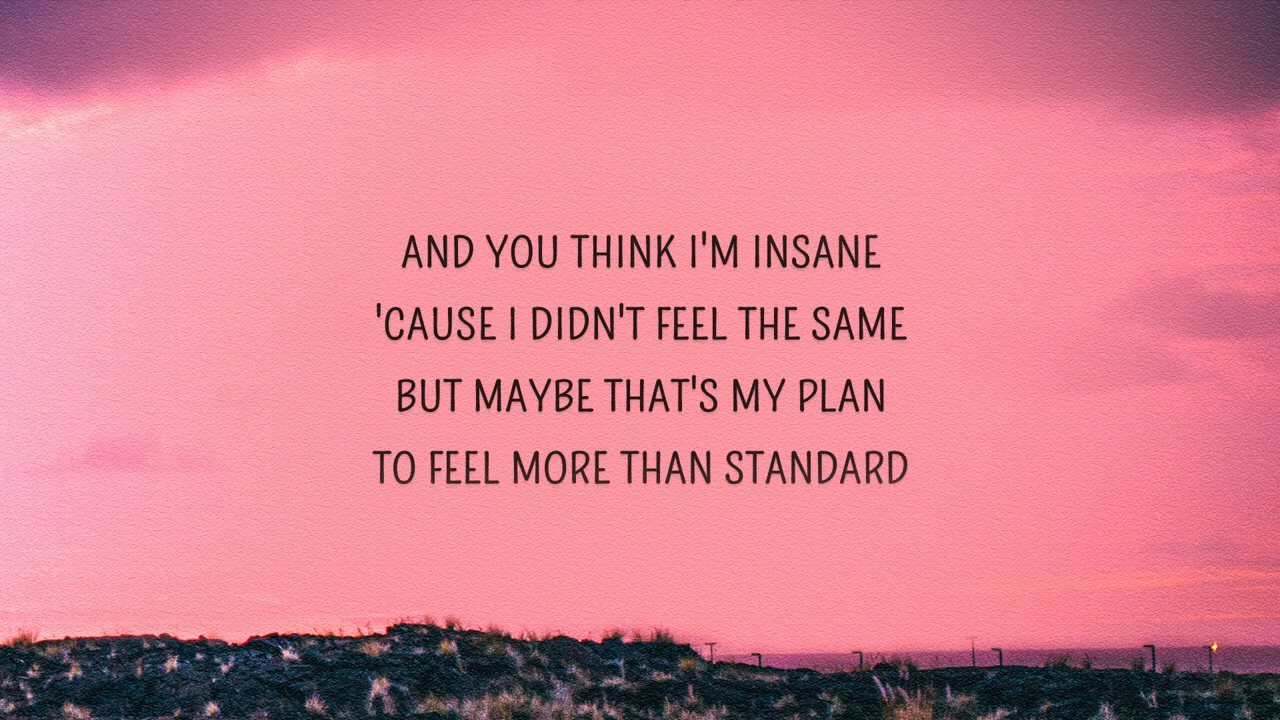 AND YOU THINK I'M INSANE
'CAUSE I DIDN'T FEEL THE SAME
BUT MAYBE THAT'S MY PLAN
TO FEEL MORE THAN STANDARD